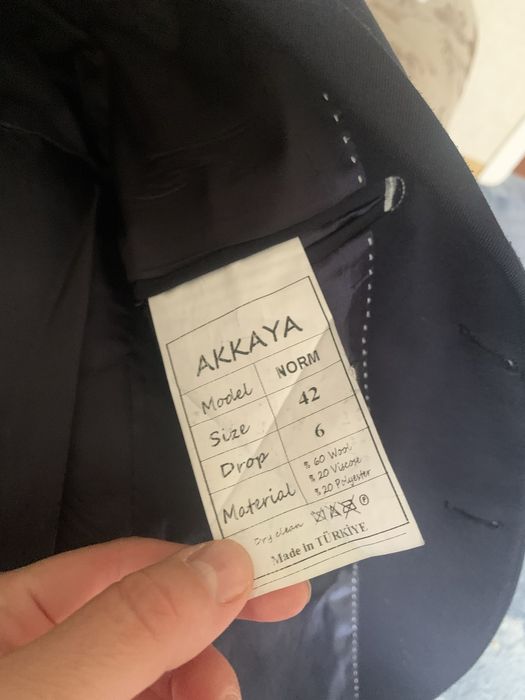 AKKAYA
Model NORM
Size 42
Drop 6
Material % 60 Wool
% 20 Viscose
% 20 Polyester
Dry clean P
Made in TÜRKİYE